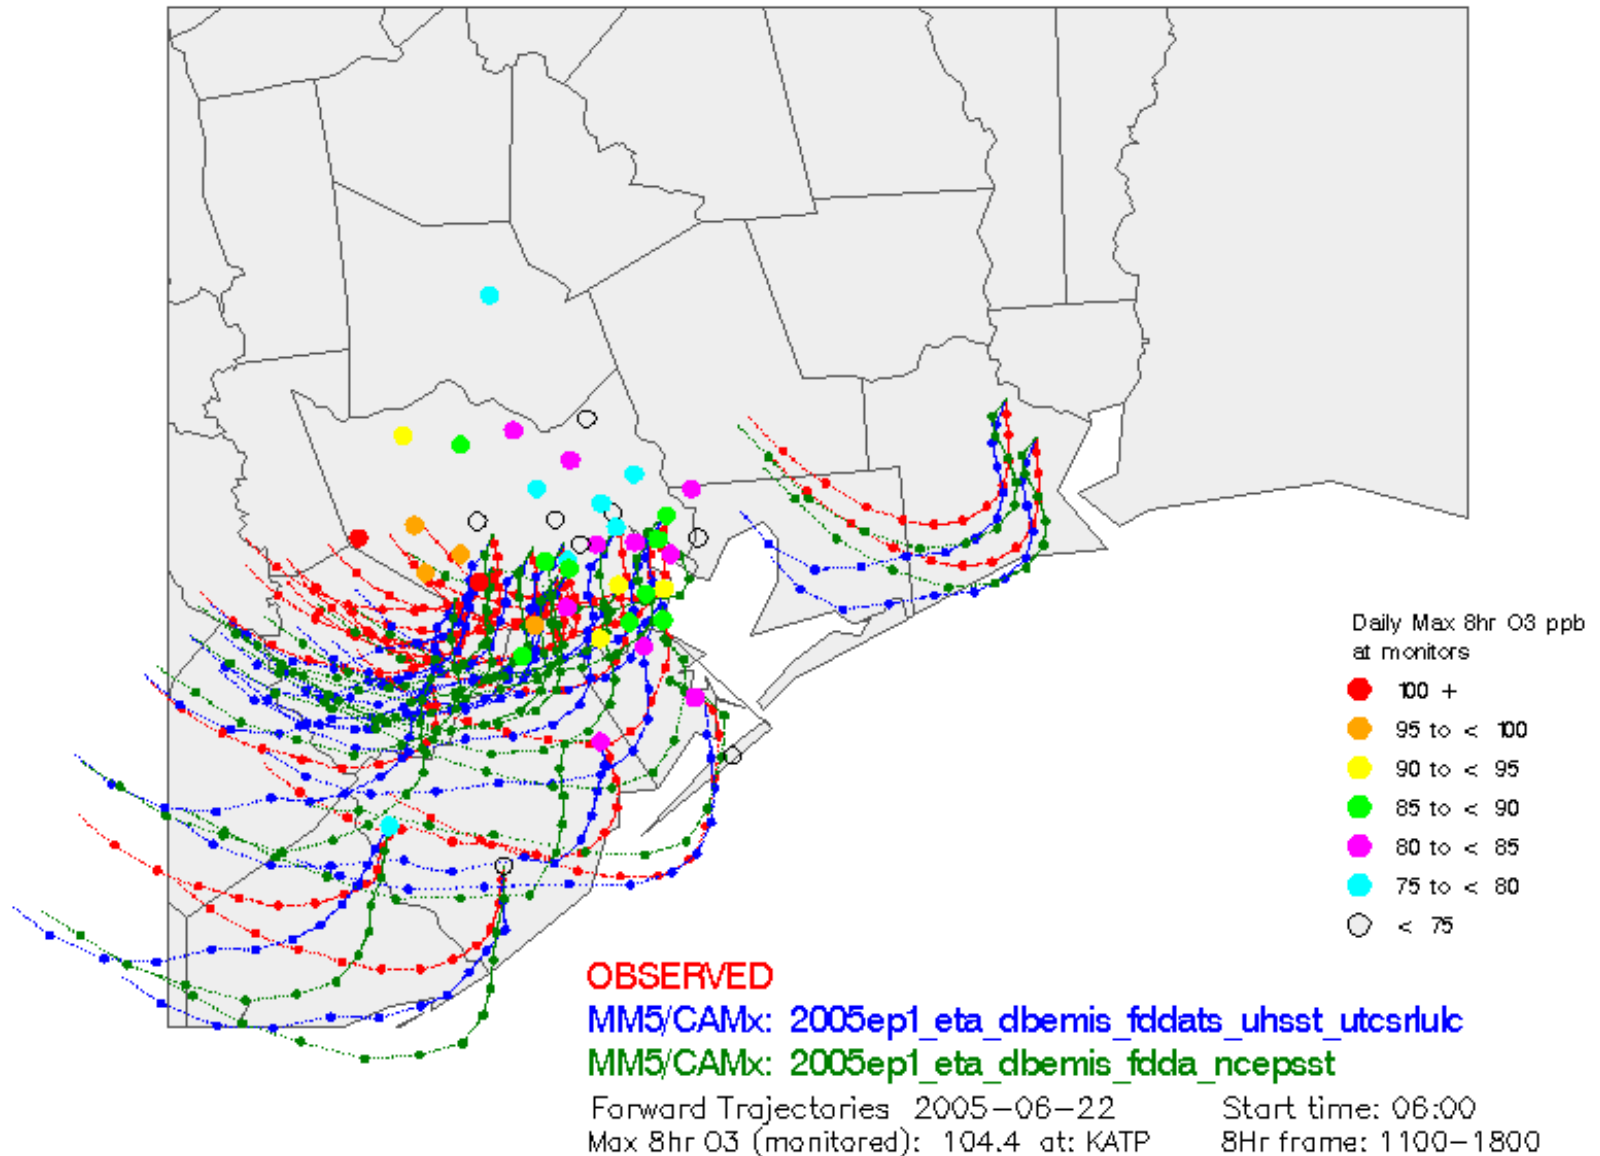 Daily Max 8hr O3 ppb
at monitors
100 +
95 to < 100
90 to < 95
85 to < 90
80 to < 85
75 to < 80
< 75
OBSERVED
MM5/CAMx: 2005ep1_eta_dbemis_fddats_uhsst_utcsrlulc
MM5/CAMx: 2005ep1_eta_dbemis_fdda_ncepsst
Forward Trajectories 2005-06-22 Start time: 06:00
Max 8hr O3 (monitored): 104.4 at: KATP 8Hr frame: 1100-1800